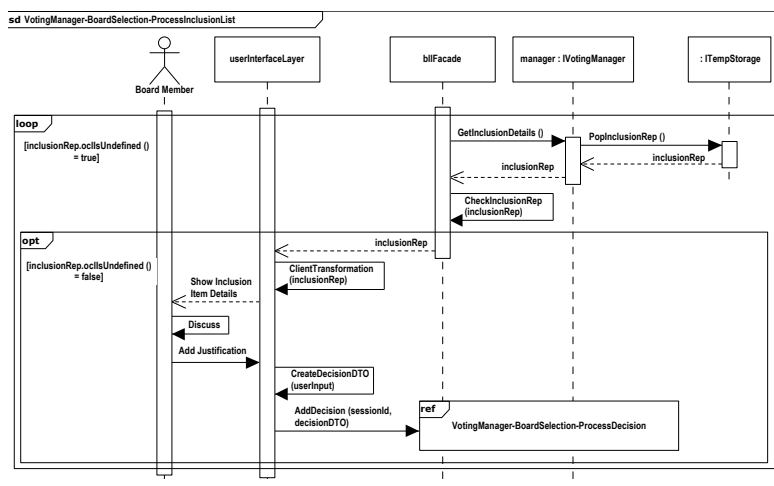 sd VotingManager-BoardSelection-ProcessInclusionList
Board Member
userInterfaceLayer
bllFacade
manager : IVotingManager
: ITempStorage
loop
[inclusionRep.oclIsUndefined ()
= true]
GetInclusionDetails ()
PopInclusionRep ()
inclusionRep
inclusionRep
CheckInclusionRep
(inclusionRep)
opt
[inclusionRep.oclIsUndefined ()
= false]
inclusionRep
ClientTransformation
(inclusionRep)
Show Inclusion
Item Details
Discuss
Add Justification
CreateDecisionDTO
(userInput)
AddDecision (sessionId,
decisionDTO)
ref
VotingManager-BoardSelection-ProcessDecision